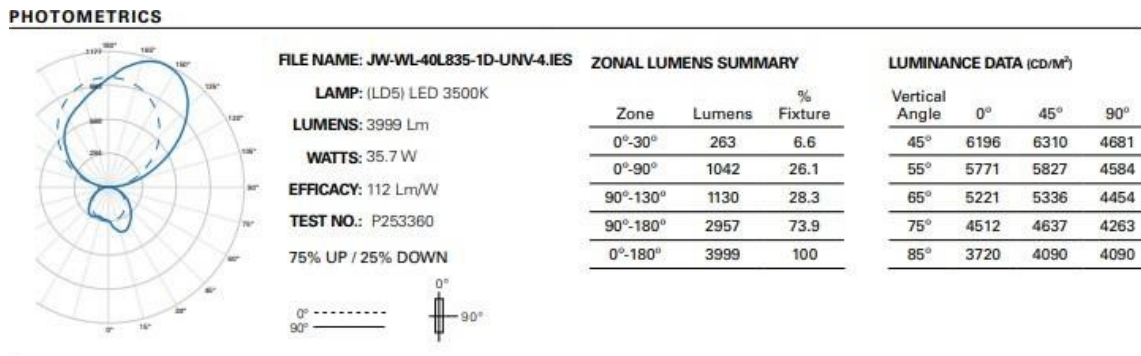 PHOTOMETRICS
FILE NAME: JW-WL-40L835-1D-UNV-4.IES
LAMP: (LD5) LED 3500K
LUMENS: 3999 Lm
WATTS: 35.7 W
EFFICACY: 112 Lm/W
TEST NO.: P253360
75% UP / 25% DOWN
0°
90°
0°
90°
ZONAL LUMENS SUMMARY
Zone Lumens % Fixture
0°-30° 263 6.6
0°-90° 1042 26.1
90°-130° 1130 28.3
90°-180° 2957 73.9
0°-180° 3999 100
LUMINANCE DATA (CD/M²)
Vertical Angle 0° 45° 90°
45° 6196 6310 4681
55° 5771 5827 4584
65° 5221 5336 4454
75° 4512 4637 4263
85° 3720 4090 4090